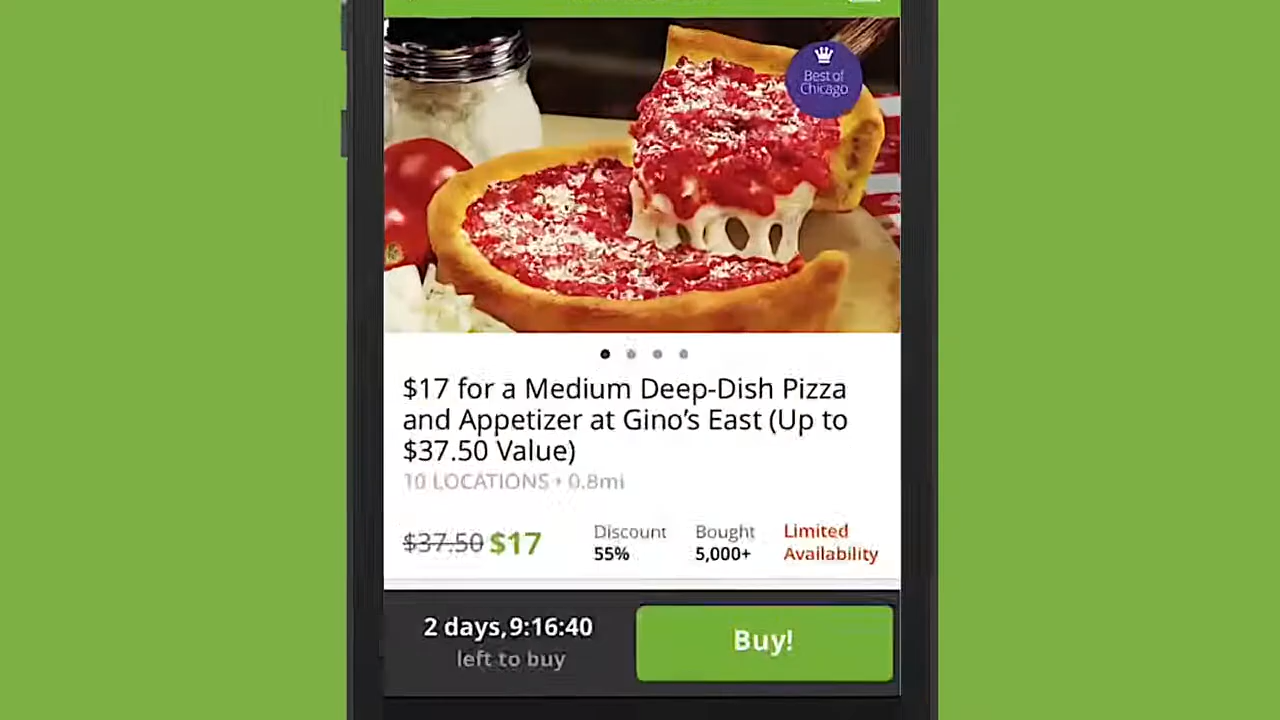 Best of
Chicago
$17 for a Medium Deep-Dish Pizza
and Appetizer at Gino's East (Up to
$37.50 Value)
10 LOCATIONS • 0.8mi
$37.50 $17
Discount
55%
Bought
5,000+
Limited
Availability
2 days,9:16:40
left to buy
Buy!